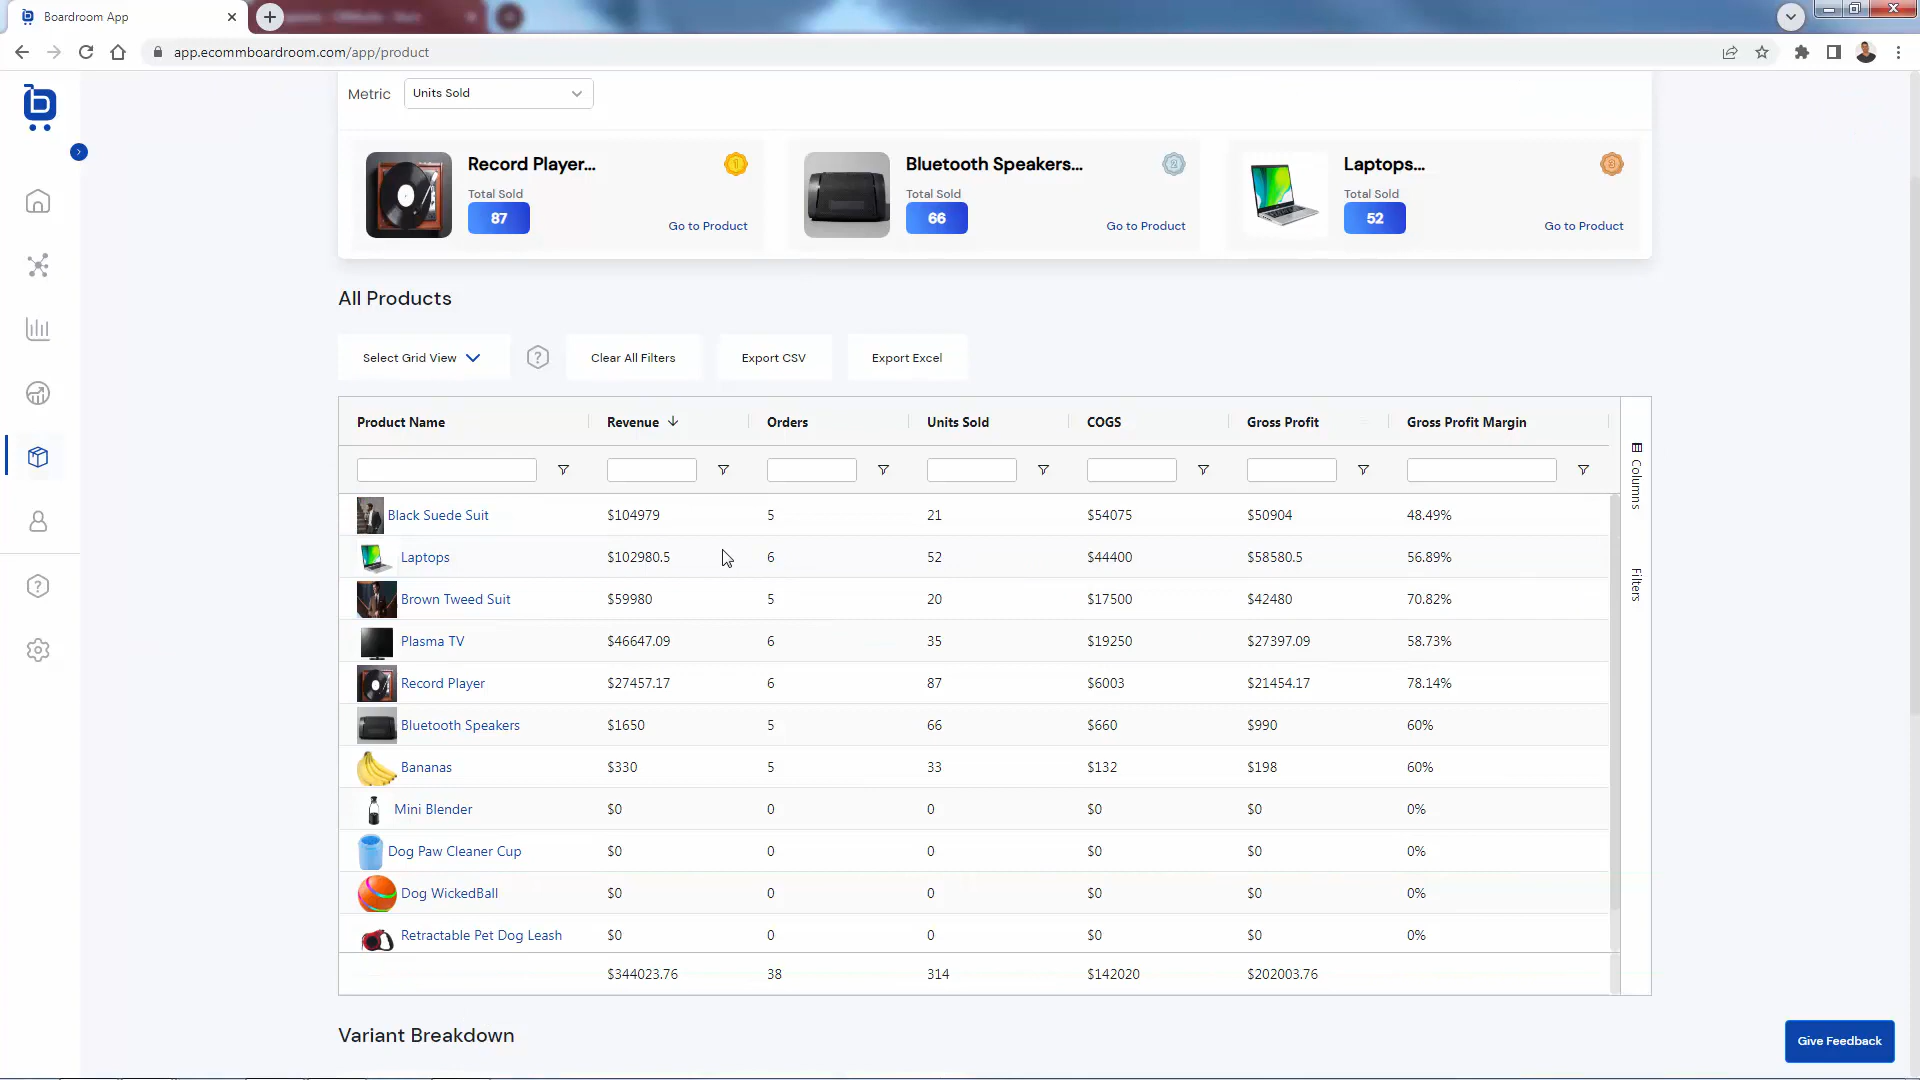 Boardroom App
app.ecommboardroom.com/app/product
Metric Units Sold
Record Player... 1
Total Sold
87 Go to Product
Bluetooth Speakers... 2
Total Sold
66 Go to Product
Laptops... 3
Total Sold
52 Go to Product
All Products
Select Grid View ? Clear All Filters Export CSV Export Excel
Product Name Revenue Orders Units Sold COGS Gross Profit Gross Profit Margin
Black Suede Suit $104979 5 21 $54075 $50904 48.49%
Laptops $102980.5 6 52 $44400 $58580.5 56.89%
Brown Tweed Suit $59980 5 20 $17500 $42480 70.82%
Plasma TV $46647.09 6 35 $19250 $27397.09 58.73%
Record Player $27457.17 6 87 $6003 $21454.17 78.14%
Bluetooth Speakers $1650 5 66 $660 $990 60%
Bananas $330 5 33 $132 $198 60%
Mini Blender $0 0 0 $0 $0 0%
Dog Paw Cleaner Cup $0 0 0 $0 $0 0%
Dog WickedBall $0 0 0 $0 $0 0%
Retractable Pet Dog Leash $0 0 0 $0 $0 0%
$344023.76 38 314 $142020 $202003.76
Columns
Filters
Variant Breakdown
Give Feedback